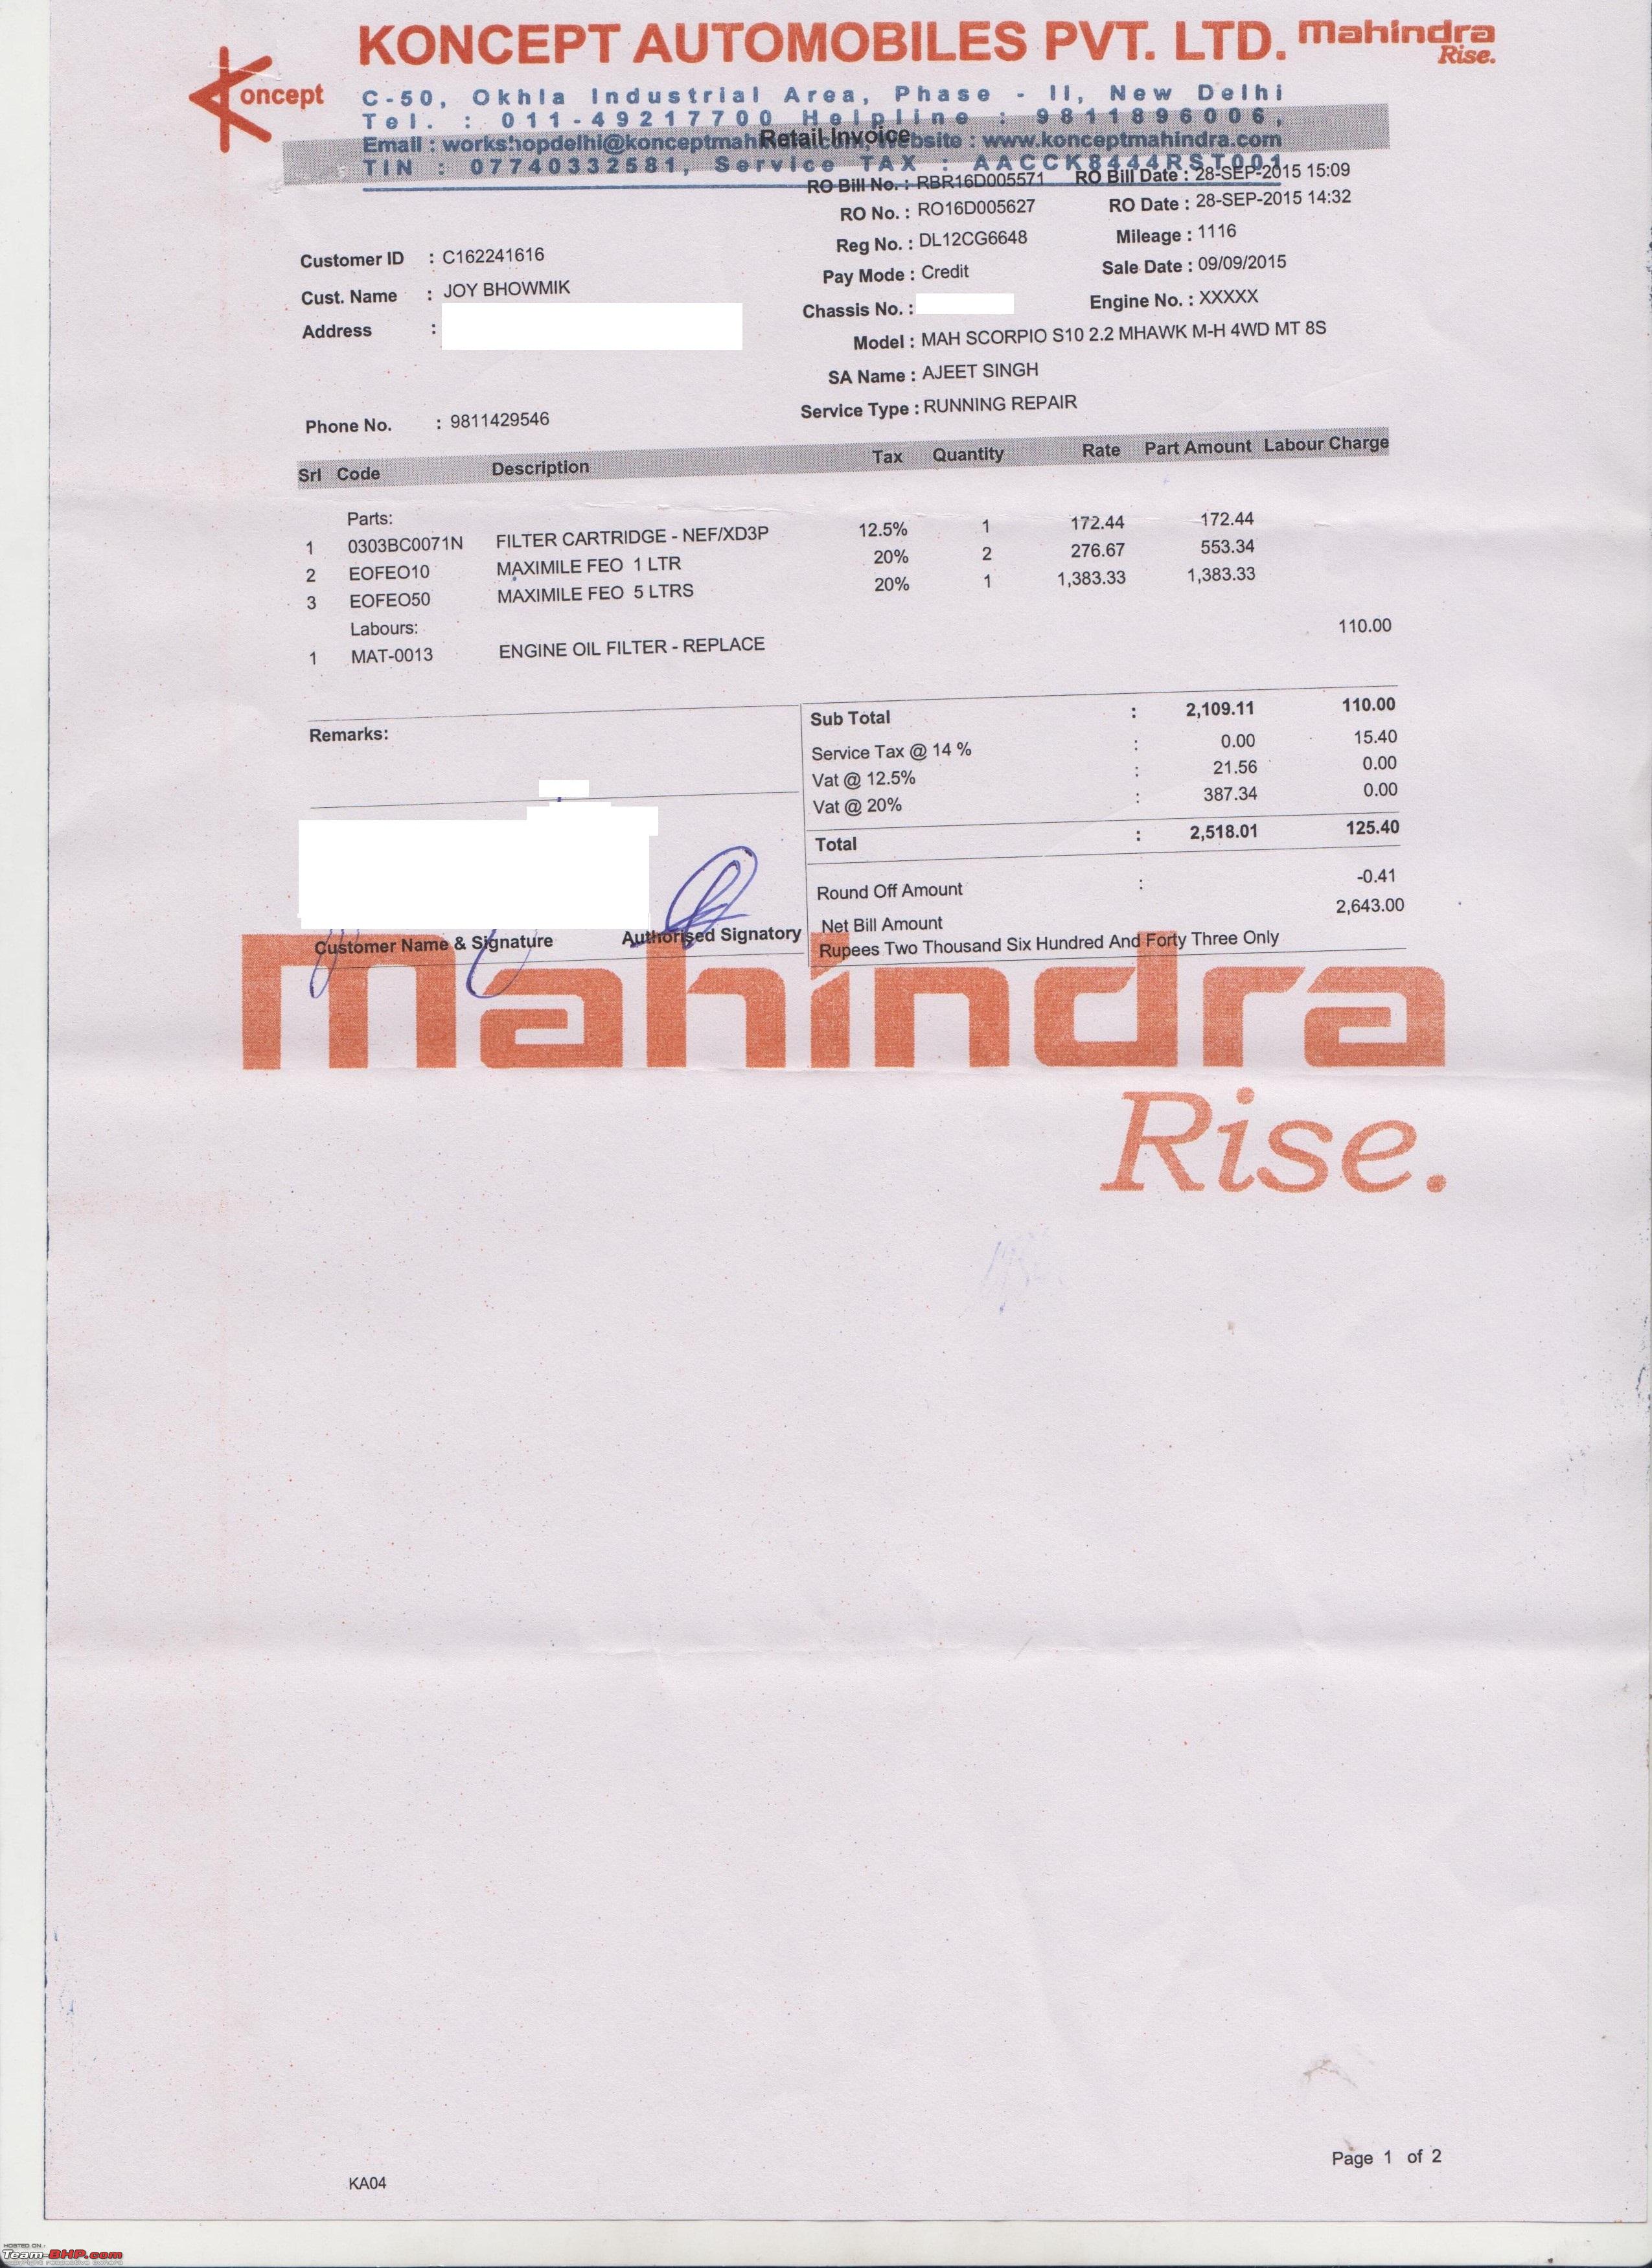 KONCEPT AUTOMOBILES PVT. LTD. Mahindra
Rise.
Koncept
C-50, Okhla Industrial Area, Phase - II, New Delhi
Tel. : 011-49217700 Helpline : 9811896006,
Retail Invoice
Email : workshopdelhi@konceptmahindra.com, Website : www.konceptmahindra.com
TIN : 07740332581, Service TAX : AACCK8444RST001
RO Bill No. : RBR16D005571 RO Bill Date : 28-SEP-2015 15:09
RO No. : RO16D005627 RO Date : 28-SEP-2015 14:32
Reg No. : DL12CG6648 Mileage : 1116
Customer ID : C162241616 Pay Mode : Credit Sale Date : 09/09/2015
Cust. Name : JOY BHOWMIK Chassis No. : Engine No. : XXXXX
Address : Model : MAH SCORPIO S10 2.2 MHAWK M-H 4WD MT 8S
SA Name : AJEET SINGH
Phone No. : 9811429546 Service Type : RUNNING REPAIR
Srl Code Description Tax Quantity Rate Part Amount Labour Charge
Parts:
1 0303BC0071N FILTER CARTRIDGE - NEF/XD3P 12.5% 1 172.44 172.44
2 EOFEO10 MAXIMILE FEO 1 LTR 20% 2 276.67 553.34
3 EOFEO50 MAXIMILE FEO 5 LTRS 20% 1 1,383.33 1,383.33
Labours:
1 MAT-0013 ENGINE OIL FILTER - REPLACE 110.00
Remarks:
Sub Total : 2,109.11 110.00
Service Tax @ 14 % : 0.00 15.40
Vat @ 12.5% : 21.56 0.00
Vat @ 20% : 387.34 0.00
Total : 2,518.01 125.40
Round Off Amount : -0.41
Net Bill Amount 2,643.00
Rupees Two Thousand Six Hundred And Forty Three Only
Customer Name & Signature Authorised Signatory
Mahindra
Rise.
Page 1 of 2
KA04
HOSTED ON :
Team-BHP.com